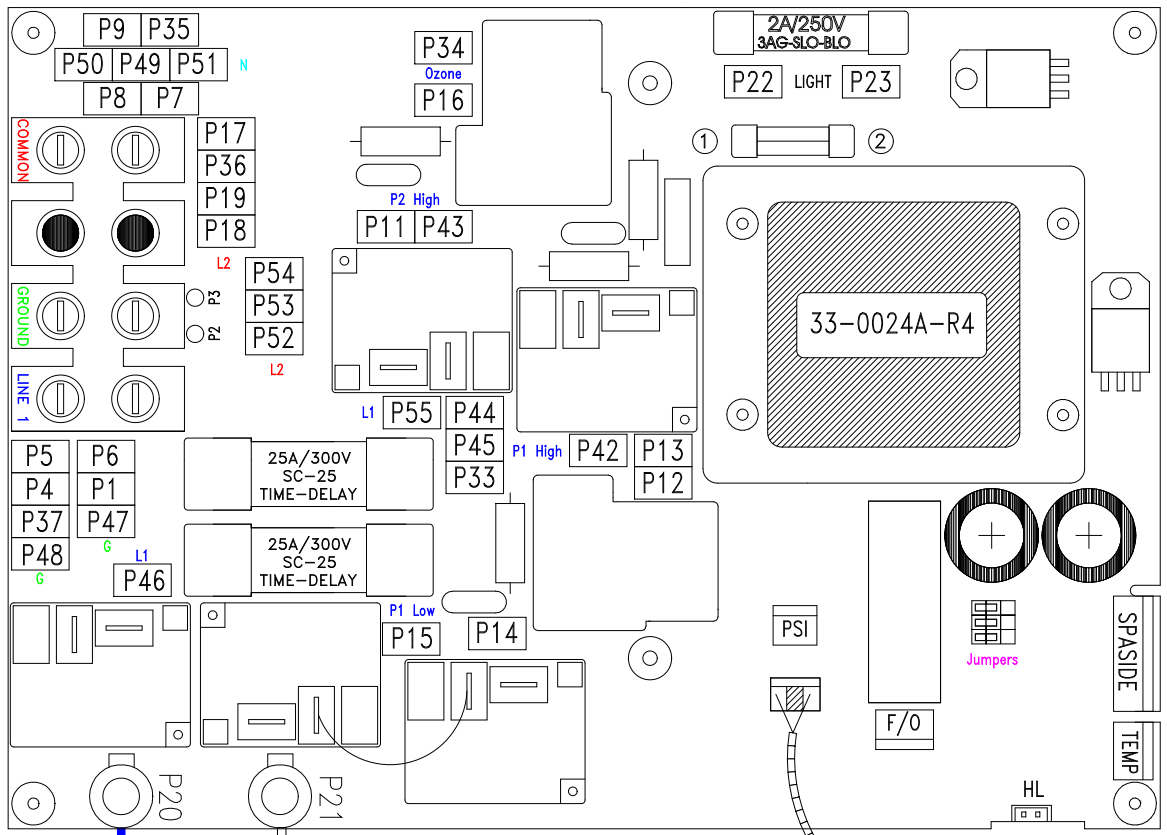 P9 P35
P50 P49 P51 N
P8 P7
P34
Ozone
P16
2A/250V
3AG-SLO-BLO
P22 LIGHT P23
1 2
COMMON
P17
P36
P19
P18
L2
P2 High
P11 P43
P54
P53
P52
L2
GROUND
P3
P2
LINE 1
33-0024A-R4
L1 P55 P44
P45
P33
P1 High P42 P13
P12
P5 P6
P4 P1
P37 P47
P48 G
G
L1
P46
25A/300V
SC-25
TIME-DELAY
25A/300V
SC-25
TIME-DELAY
P1 Low
P15 P14
PSI
Jumpers
SPASIDE
F/O
TEMP
HL
P20
P21